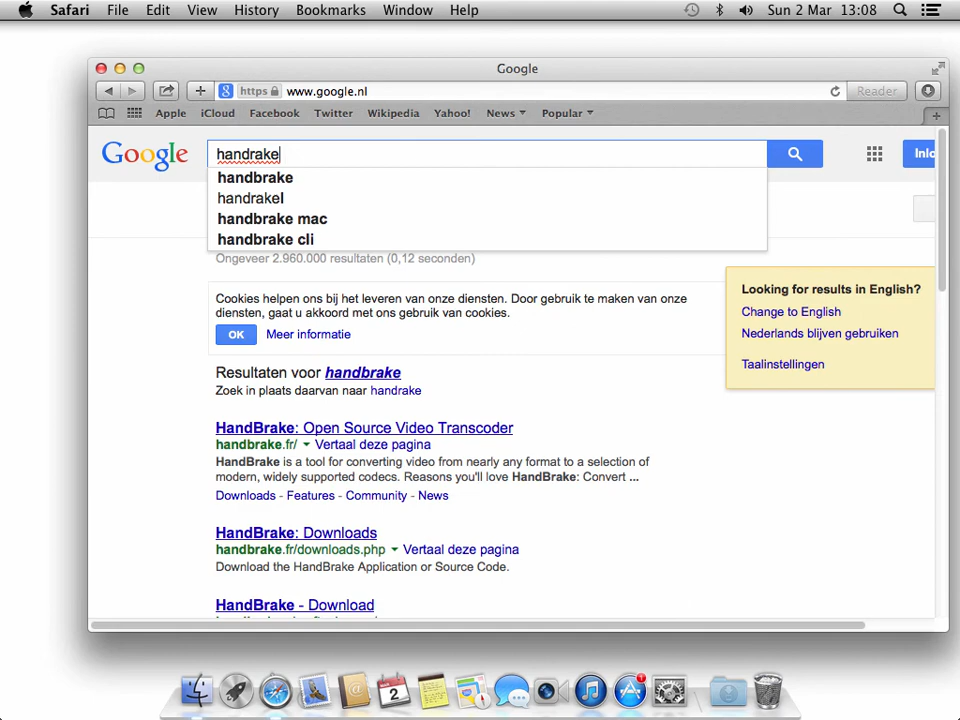 Safari File Edit View History Bookmarks Window Help Sun 2 Mar 13:08
Google
https www.google.nl Reader
Apple iCloud Facebook Twitter Wikipedia Yahoo! News Popular
Google handrake
handbrake
handrakel
handbrake mac
handbrake cli
Ongeveer 2.960.000 resultaten (0,12 seconden)
Cookies helpen ons bij het leveren van onze diensten. Door gebruik te maken van onze
diensten, gaat u akkoord met ons gebruik van cookies.
OK Meer informatie
Looking for results in English?
Change to English
Nederlands blijven gebruiken
Taalinstellingen
Resultaten voor handbrake
Zoek in plaats daarvan naar handrake
HandBrake: Open Source Video Transcoder
handbrake.fr/ Vertaal deze pagina
HandBrake is a tool for converting video from nearly any format to a selection of
modern, widely supported codecs. Reasons you'll love HandBrake: Convert ...
Downloads - Features - Community - News
HandBrake: Downloads
handbrake.fr/downloads.php Vertaal deze pagina
Download the HandBrake Application or Source Code.
HandBrake - Download
2
1